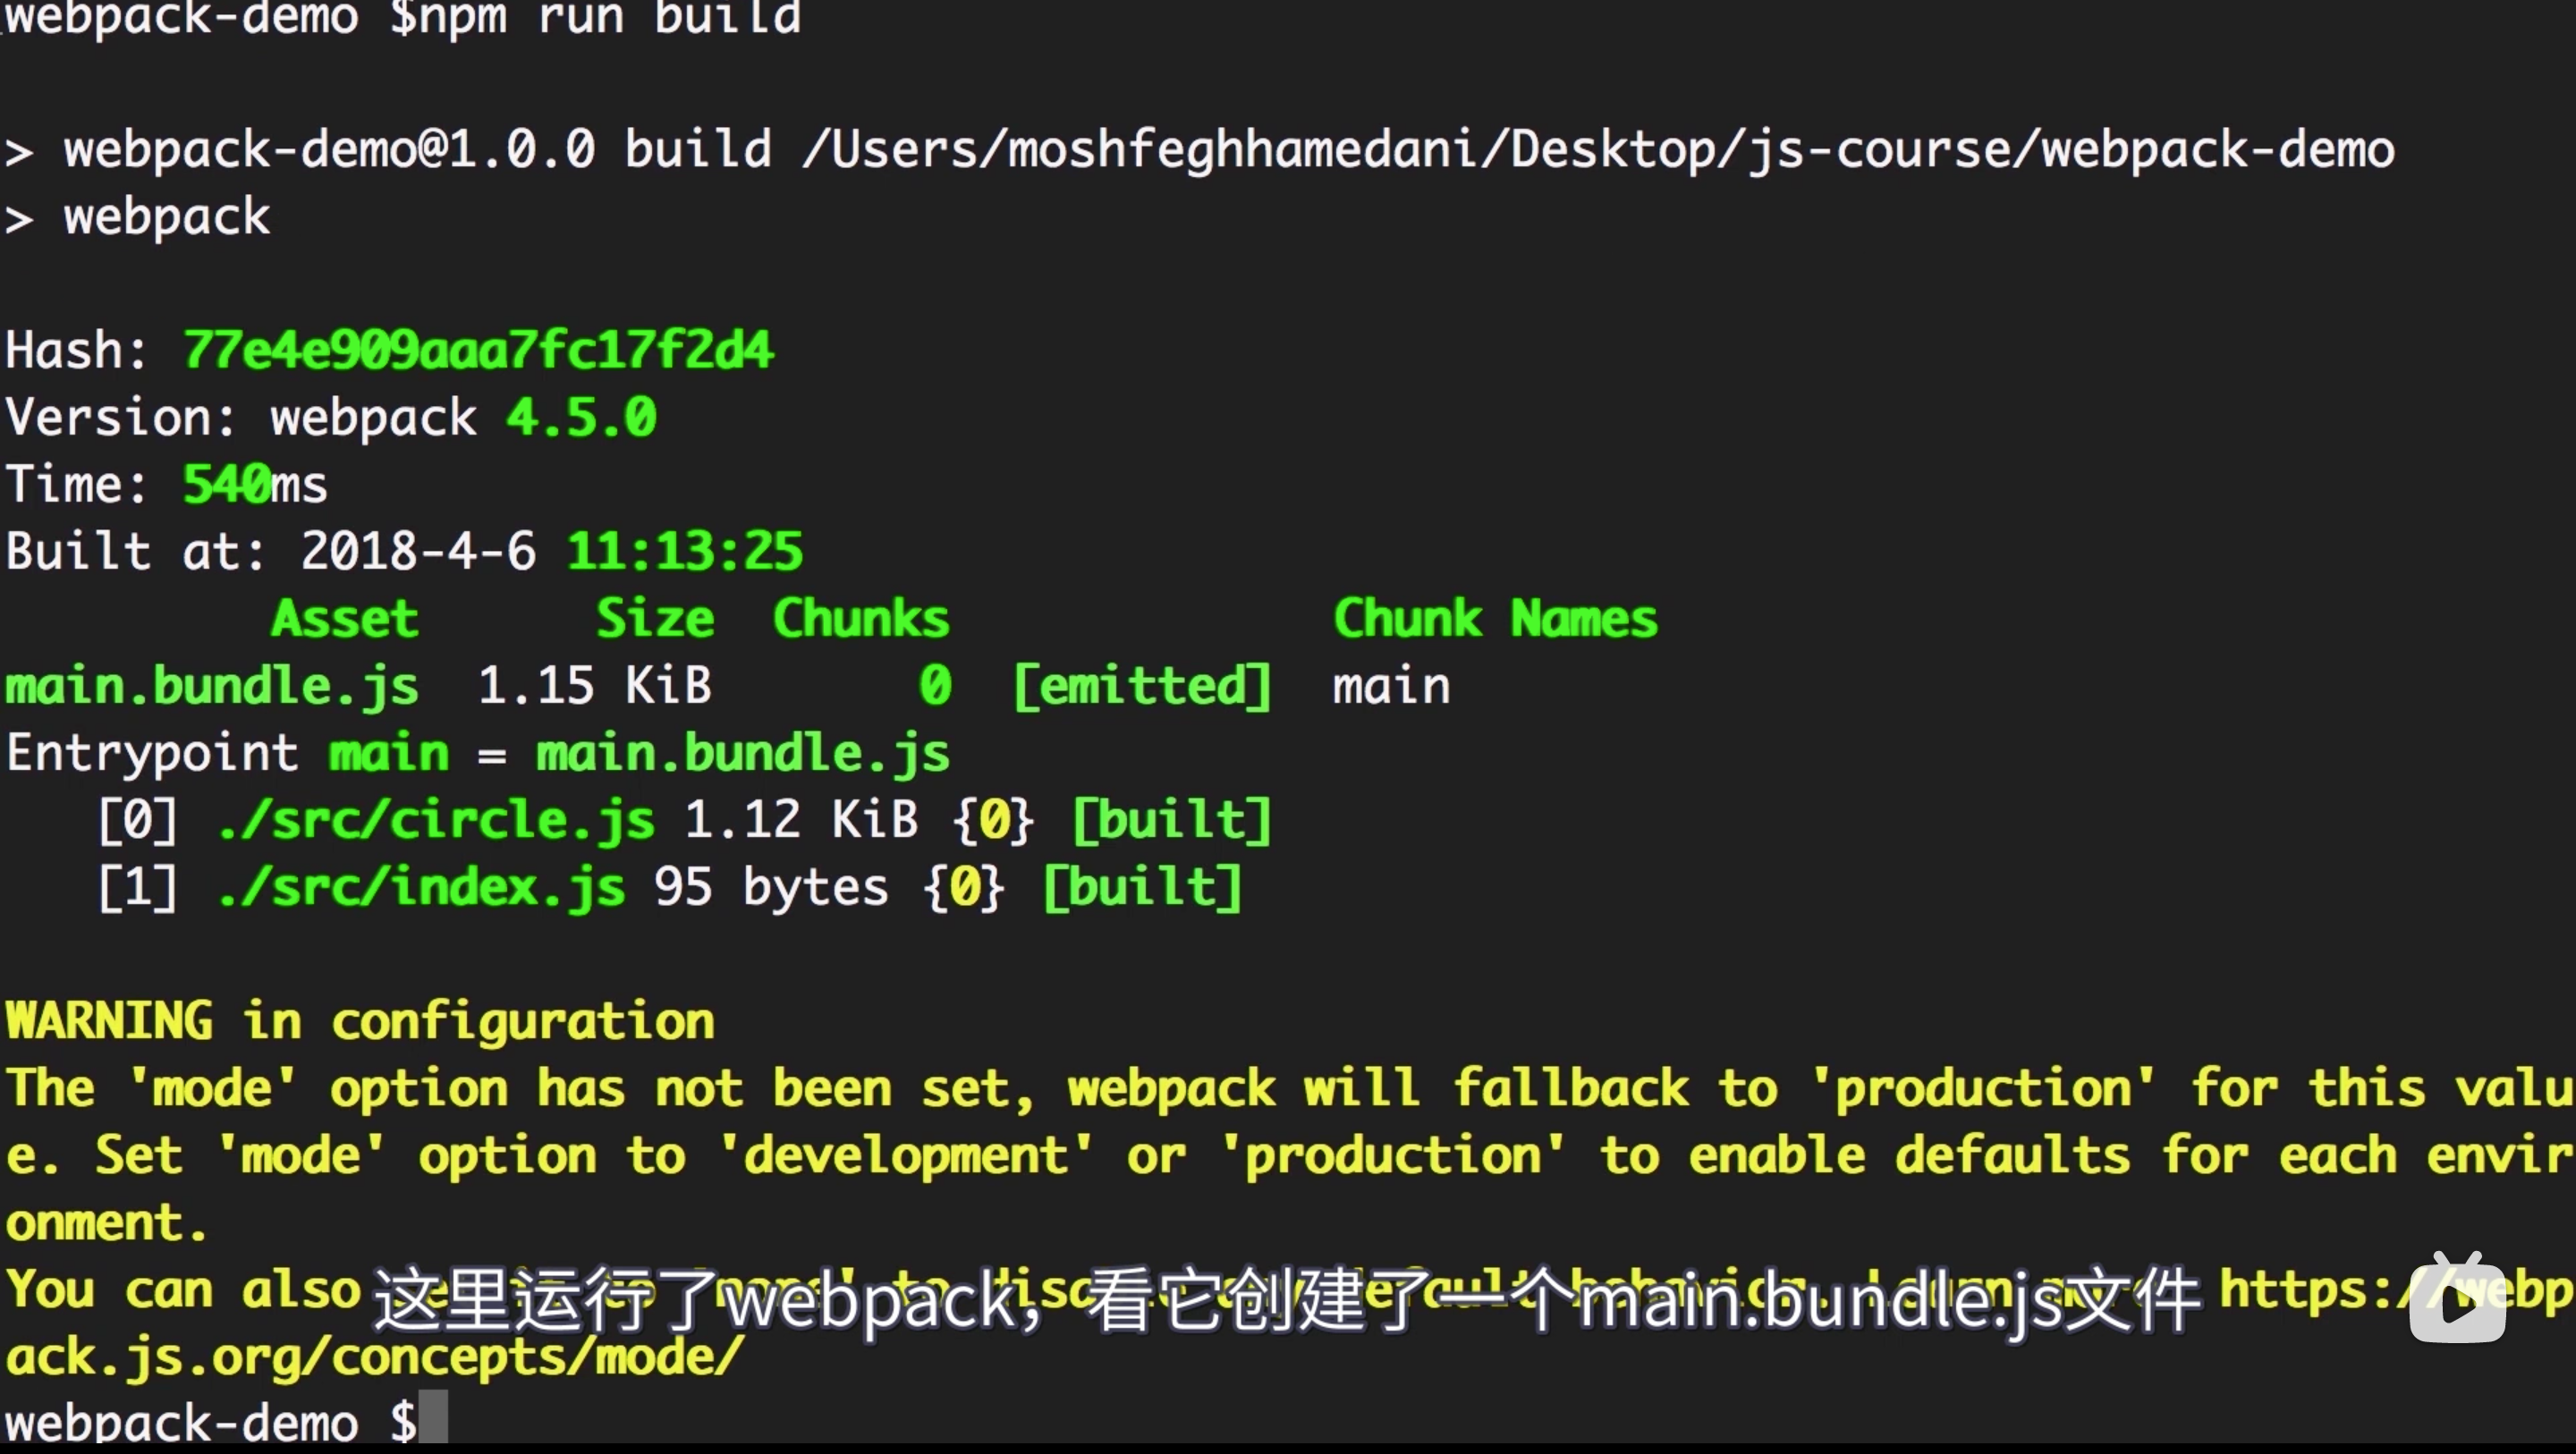 webpack-demo $npm run build
> webpack-demo@1.0.0 build /Users/moshfeghhamedani/Desktop/js-course/webpack-demo
> webpack
Hash: 77e4e909aaa7fc17f2d4
Version: webpack 4.5.0
Time: 540ms
Built at: 2018-4-6 11:13:25
Asset Size Chunks Chunk Names
main.bundle.js 1.15 KiB 0 [emitted] main
Entrypoint main = main.bundle.js
[0] ./src/circle.js 1.12 KiB {0} [built]
[1] ./src/index.js 95 bytes {0} [built]
WARNING in configuration
The 'mode' option has not been set, webpack will fallback to 'production' for this valu
e. Set 'mode' option to 'development' or 'production' to enable defaults for each envir
onment.
You can also https://webp
这里运行了webpack，看它创建了一个main.bundle.js文件
ack.js.org/concepts/mode/
webpack-demo $